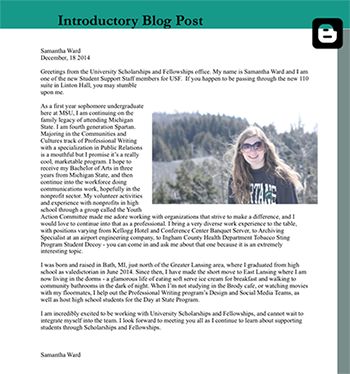 Introductory Blog Post
Samantha Ward
December, 18 2014
Greetings from the University Scholarships and Fellowships office. My name is Samantha Ward and I am
one of the new Student Support Staff members for USF.  If you happen to be passing through the new 110
suite in Linton Hall, you may stumble
upon me.
As a first year sophomore undergraduate
here at MSU, I am continuing on the
family legacy of attending Michigan
State. I am fourth generation Spartan.
Majoring in the Communities and
Cultures track of Professional Writing
with a specialization in Public Relations
is a mouthful but I promise it's a really
cool, marketable program. I hope to
receive my Bachelor of Arts in three
years from Michigan State, and then
continue into the workforce doing
communications work, hopefully in the
nonprofit sector. My volunteer activities
and experience with nonprofits in high
school through a group called the Youth
Action Committee made me adore working with organizations that strive to make a difference, and I
would love to continue into that as a professional. I bring a very diverse work experience to the table,
with positions varying from Kellogg Hotel and Conference Center Banquet Server, to Archiving
Specialist at an airport engineering company, to Ingham County Health Department Tobacco Sting
Program Student Decoy - you can come in and ask me about that one because it is an extremely
interesting topic.
I was born and raised in Bath, MI, just north of the Greater Lansing area, where I graduated from high
school as valedictorian in June 2014. Since then, I have made the short move to East Lansing where I am
now living in the dorms - a glamorous life of eating soft serve ice cream for breakfast and walking to
community bathrooms in the dark of night. When I'm not studying in the Brody cafe, or watching movies
with my floormates, I help out the Professional Writing program's Design and Social Media Teams, as
well as host high school students for the Day at State Program.
I am incredibly excited to be working with University Scholarships and Fellowships, and cannot wait to
integrate myself into the team. I look forward to meeting you all as I continue to learn about supporting
students through Scholarships and Fellowships.
Samantha Ward